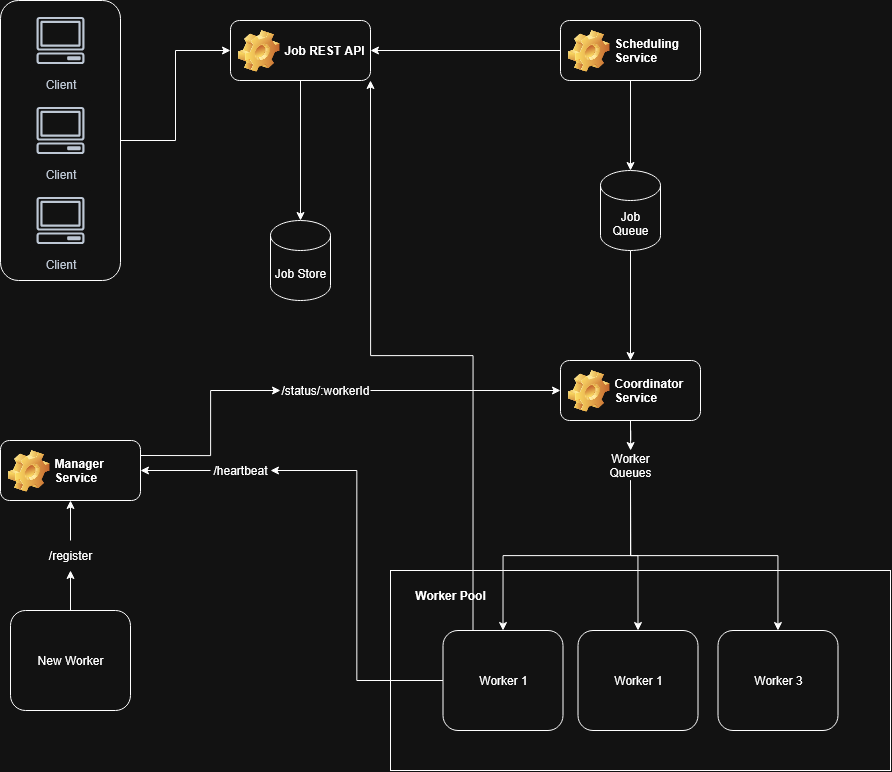 Client
Client
Client
Job REST API
Scheduling
Service
Job Store
Job
Queue
/status/:workerId
Coordinator
Service
Manager
Service
/heartbeat
Worker
Queues
/register
New Worker
Worker Pool
Worker 1
Worker 1
Worker 3